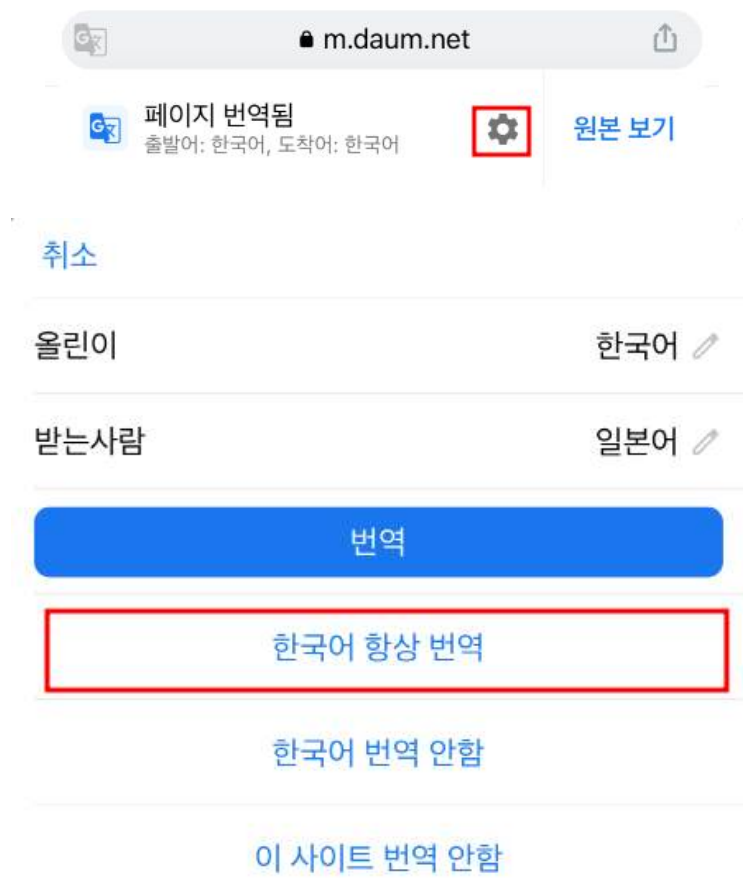 m.daum.net
페이지 번역됨
출발어: 한국어, 도착어: 한국어
원본 보기
취소
올린이 한국어
받는사람 일본어
번역
한국어 항상 번역
한국어 번역 안함
이 사이트 번역 안함